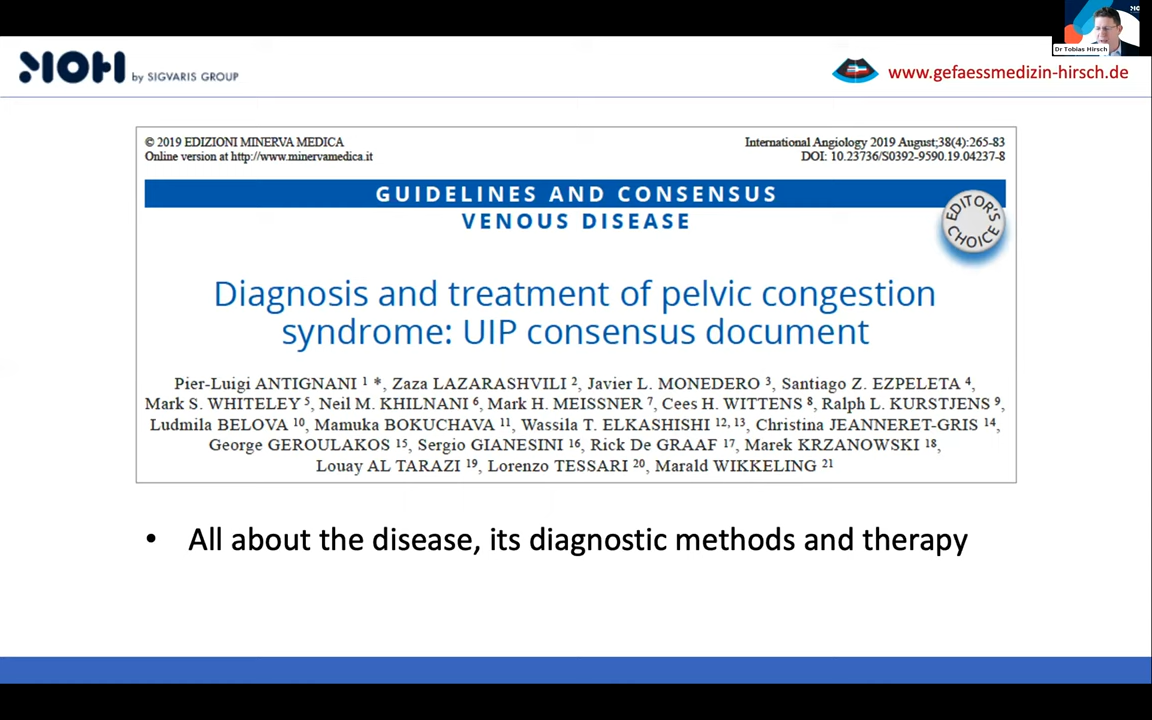 Dr Tobias Hirsch
MOH by SIGVARIS GROUP
www.gefaessmedizin-hirsch.de
© 2019 EDIZIONI MINERVA MEDICA
Online version at http://www.minervamedica.it
International Angiology 2019 August;38(4):265-83
DOI: 10.23736/S0392-9590.19.04237-8
GUIDELINES AND CONSENSUS
VENOUS DISEASE
EDITOR'S
CHOICE
Diagnosis and treatment of pelvic congestion
syndrome: UIP consensus document
Pier-Luigi ANTIGNANI 1 *, Zaza LAZARASHVILI 2, Javier L. MONEDERO 3, Santiago Z. EZPELETA 4,
Mark S. WHITELEY 5, Neil M. KHILNANI 6, Mark H. MEISSNER 7, Cees H. WITTENS 8, Ralph L. KURSTJENS 9,
Ludmila BELOVA 10, Mamuka BOKUCHAVA 11, Wassila T. ELKASHISHI 12, 13, Christina JEANNERET-GRIS 14,
George GEROULAKOS 15, Sergio GIANESINI 16, Rick De GRAAF 17, Marek KRZANOWSKI 18,
Louay AL TARAZI 19, Lorenzo TESSARI 20, Marald WIKKELING 21
• All about the disease, its diagnostic methods and therapy